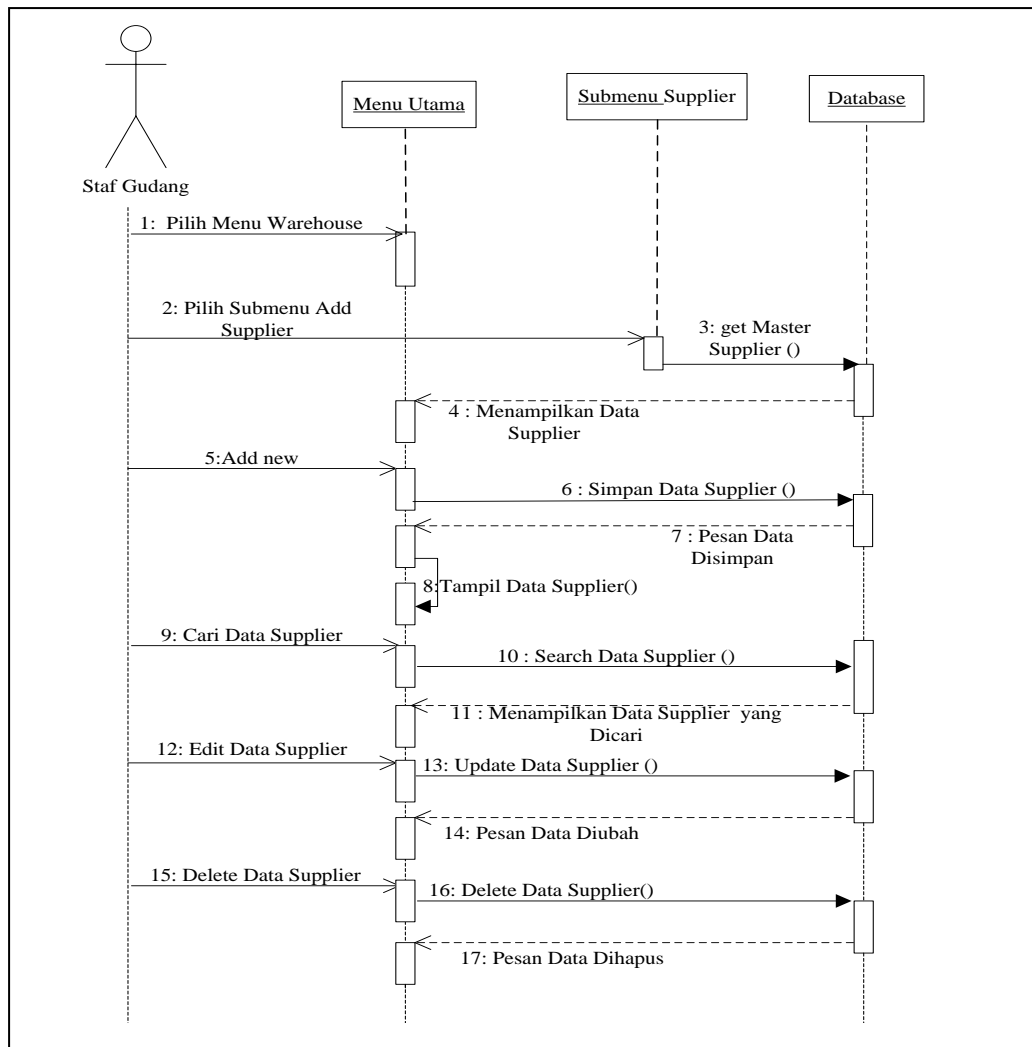 Menu Utama
Submenu Supplier
Database
Staf Gudang
1: Pilih Menu Warehouse
2: Pilih Submenu Add
Supplier
3: get Master
Supplier ()
4 : Menampilkan Data
Supplier
5:Add new
6 : Simpan Data Supplier ()
7 : Pesan Data
Disimpan
8:Tampil Data Supplier()
9: Cari Data Supplier
10 : Search Data Supplier ()
11 : Menampilkan Data Supplier yang
Dicari
12: Edit Data Supplier
13: Update Data Supplier ()
14: Pesan Data Diubah
15: Delete Data Supplier
16: Delete Data Supplier()
17: Pesan Data Dihapus